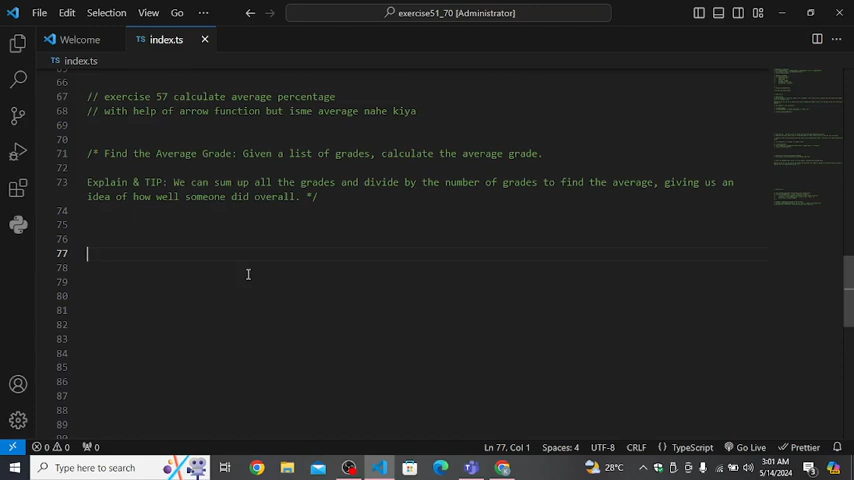 File Edit Selection View Go ··· exercise51_70 [Administrator]
Welcome TS index.ts
TS index.ts
66
67 // exercise 57 calculate average percentage
68 // with help of arrow function but isme average nahe kiya
69
70
71 /* Find the Average Grade: Given a list of grades, calculate the average grade.
72
73 Explain & TIP: We can sum up all the grades and divide by the number of grades to find the average, giving us an
idea of how well someone did overall. */
74
75
76
77
78
79
80
81
82
83
84
85
86
87
88
89
0 0 0 Ln 77, Col 1 Spaces: 4 UTF-8 CRLF {} TypeScript Go Live Prettier
Type here to search 28°C 3:01 AM
5/14/2024 3